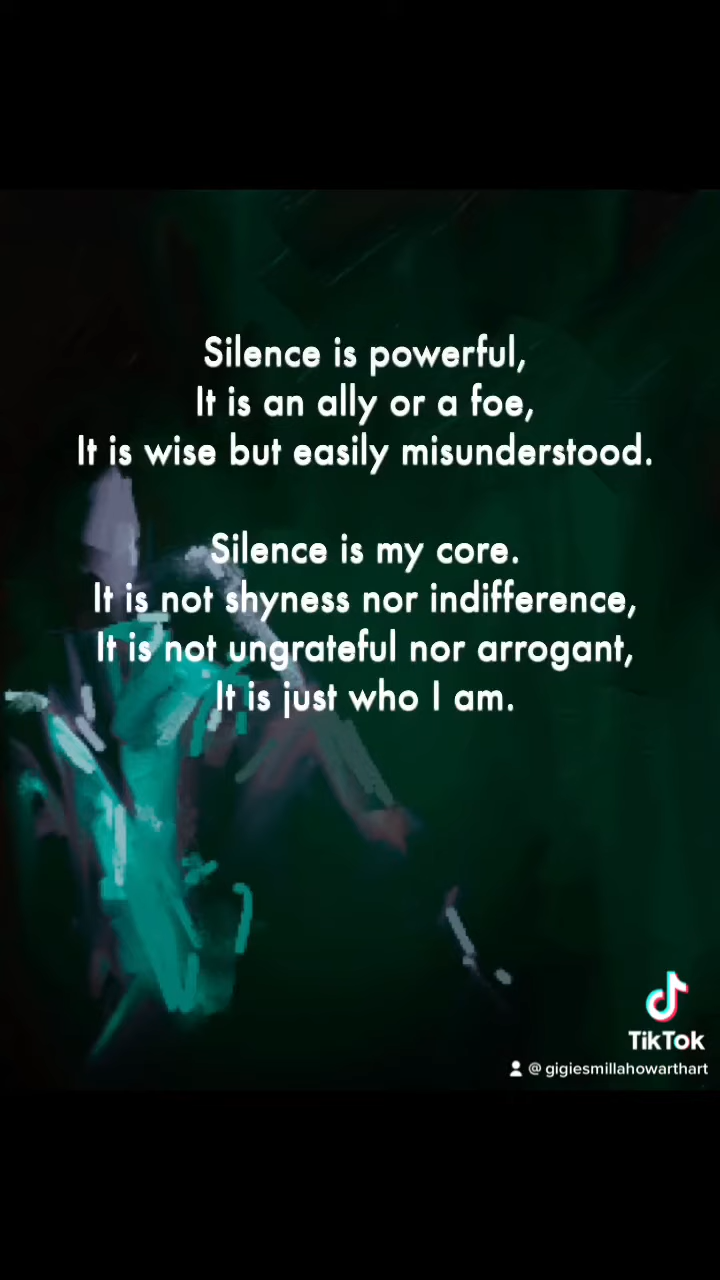 Silence is powerful,
It is an ally or a foe,
It is wise but easily misunderstood.
Silence is my core.
It is not shyness nor indifference,
It is not ungrateful nor arrogant,
It is just who I am.
TikTok
@ gigiesmillahowarthart